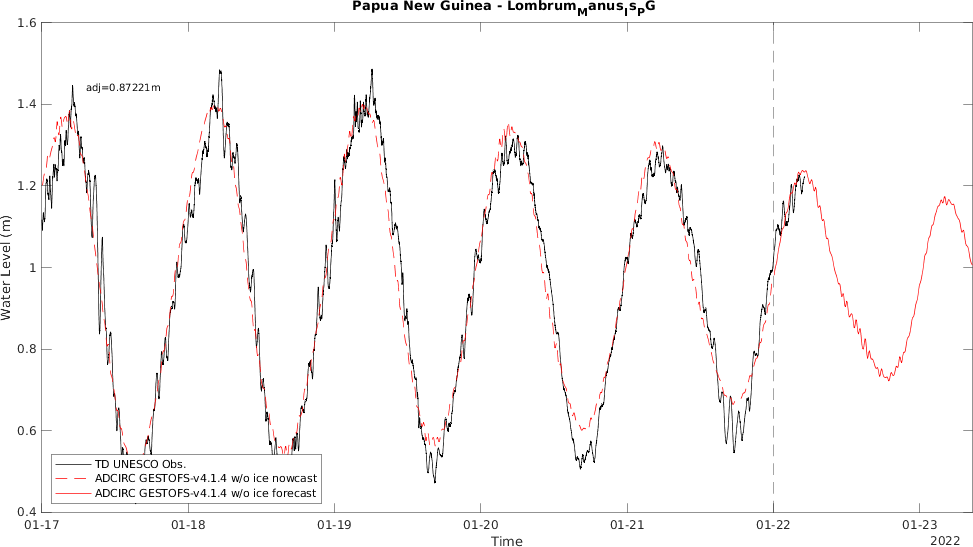 Papua New Guinea - LombrumManusIsPG
1.6
1.4
1.2
1
0.8
0.6
0.4
Water Level (m)
adj=0.87221m
TD UNESCO Obs.
ADCIRC GESTOFS-v4.1.4 w/o ice nowcast
ADCIRC GESTOFS-v4.1.4 w/o ice forecast
01-17 01-18 01-19 01-20 01-21 01-22 01-23
Time
2022